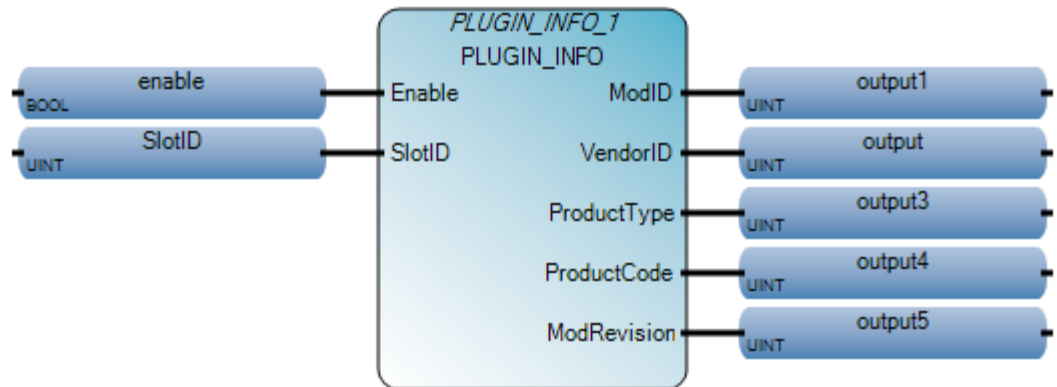 PLUGIN_INFO_1
PLUGIN_INFO
enable
BOOL
Enable
ModID
output1
UINT
SlotID
UINT
SlotID
VendorID
output
UINT
ProductType
output3
UINT
ProductCode
output4
UINT
ModRevision
output5
UINT